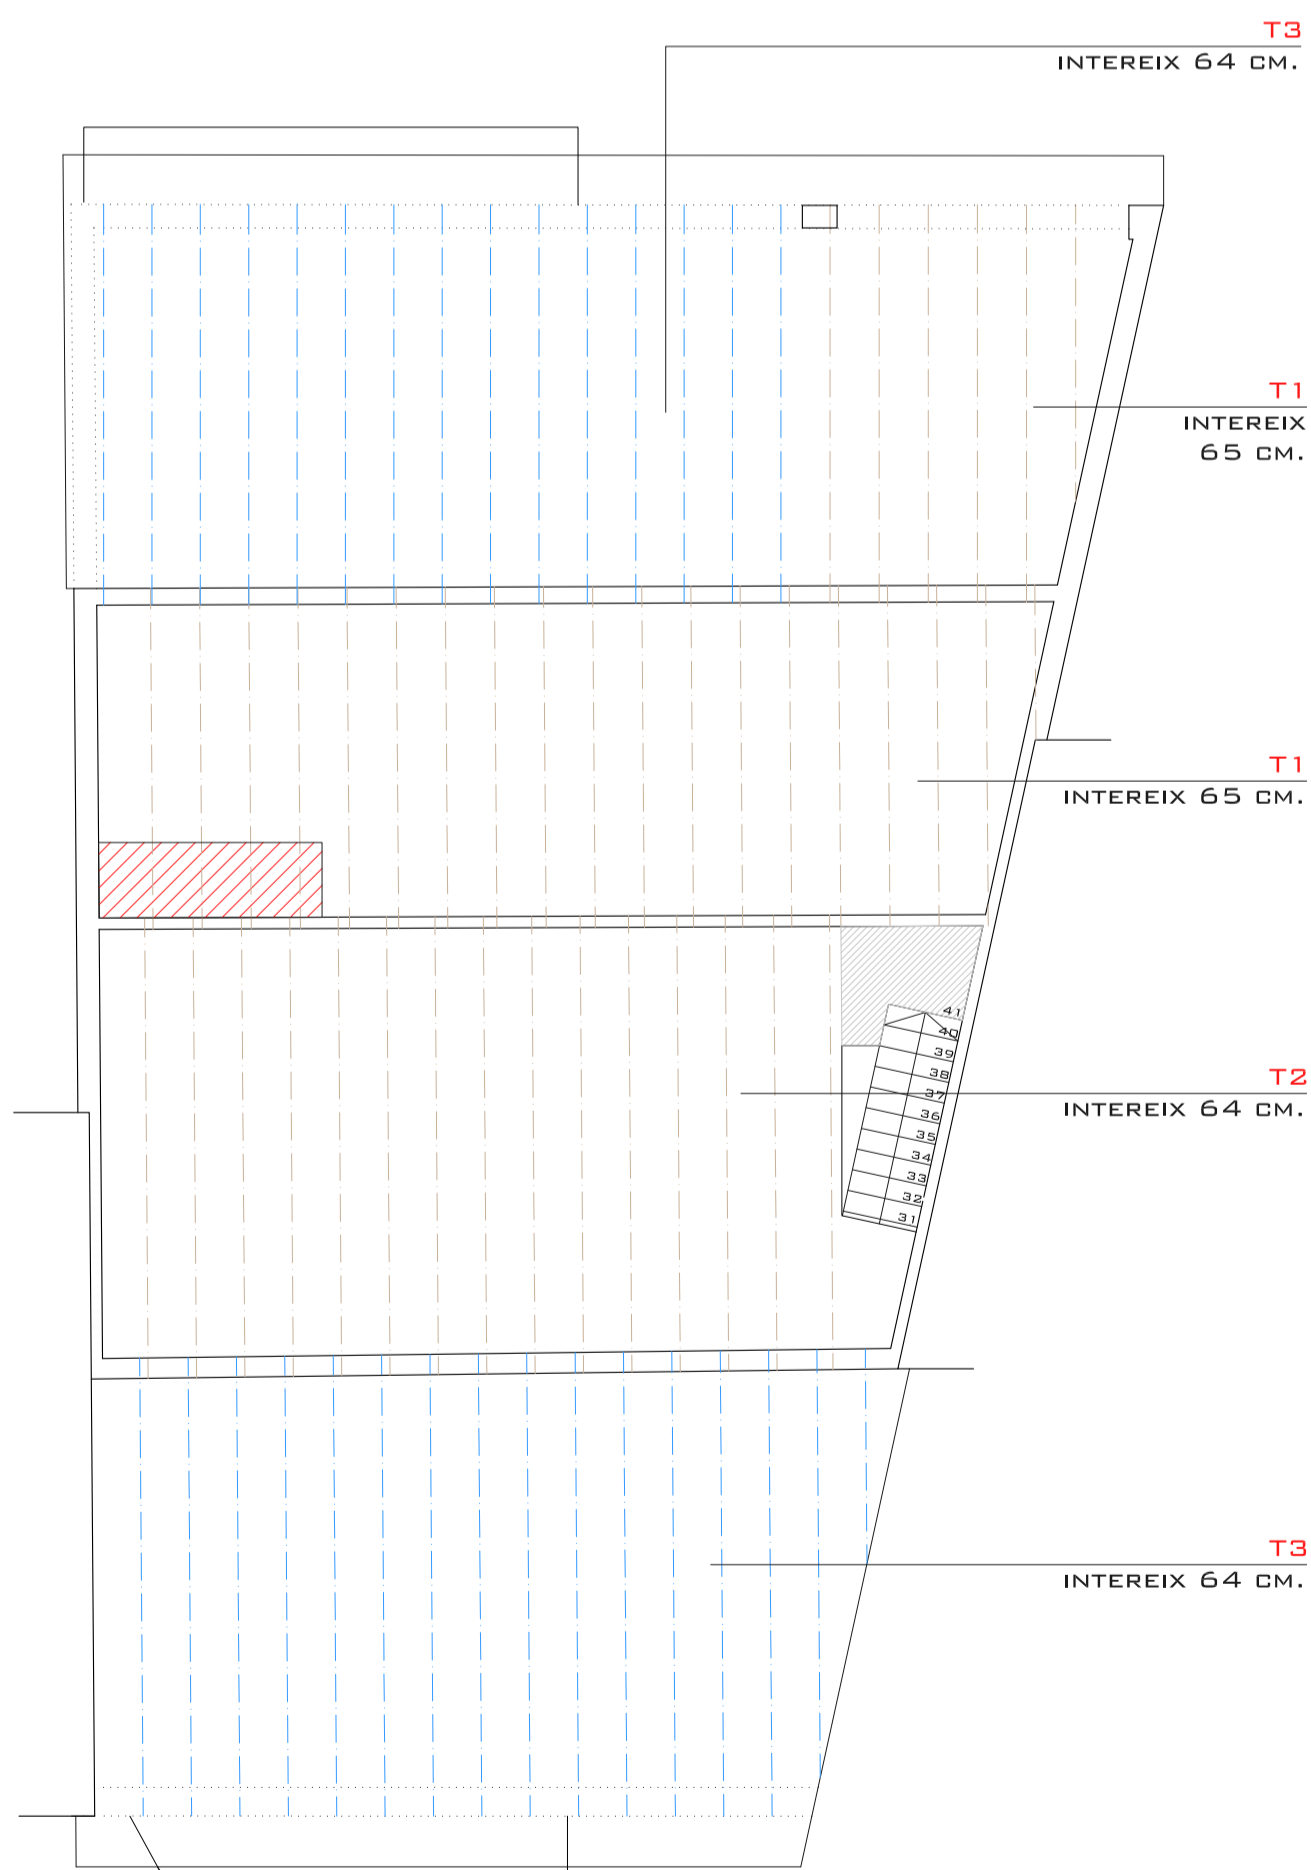 T3
INTEREIX 64 CM.
T1
INTEREIX
65 CM.
T1
INTEREIX 65 CM.
41
40
39
38
T2
37
INTEREIX 64 CM.
36
35
34
33
32
31
T3
INTEREIX 64 CM.